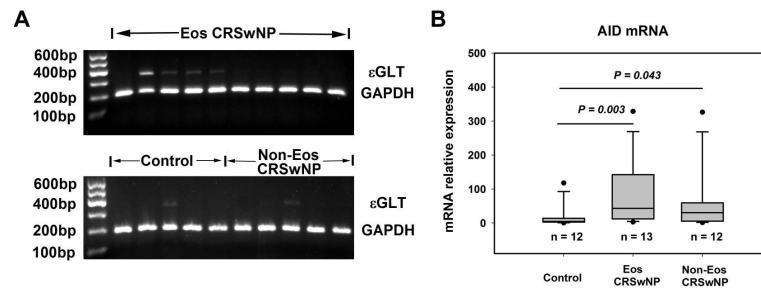 A
Eos CRSwNP
600bp
400bp
200bp
100bp
εGLT
GAPDH
Control
Non-Eos
CRSwNP
600bp
400bp
200bp
100bp
εGLT
GAPDH
B
AID mRNA
mRNA relative expression
500
400
300
200
100
0
P = 0.043
P = 0.003
n = 12
n = 13
n = 12
Control
Eos
CRSwNP
Non-Eos
CRSwNP